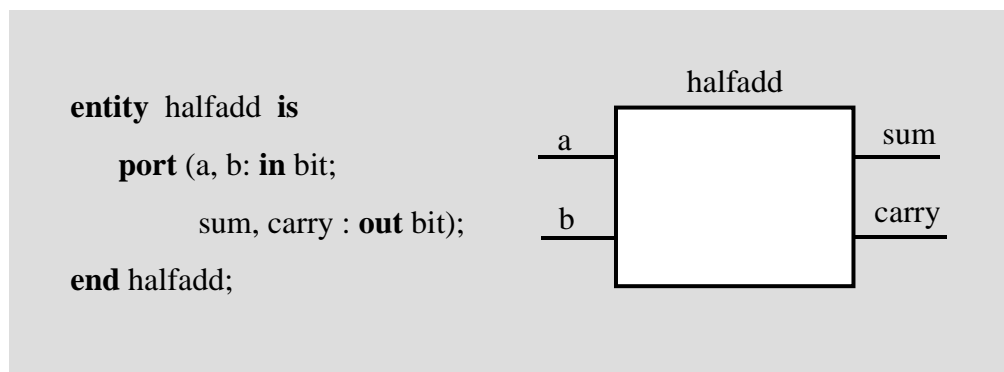 entity halfadd is
port (a, b: in bit;
sum, carry : out bit);
end halfadd;
halfadd
a
sum
b
carry